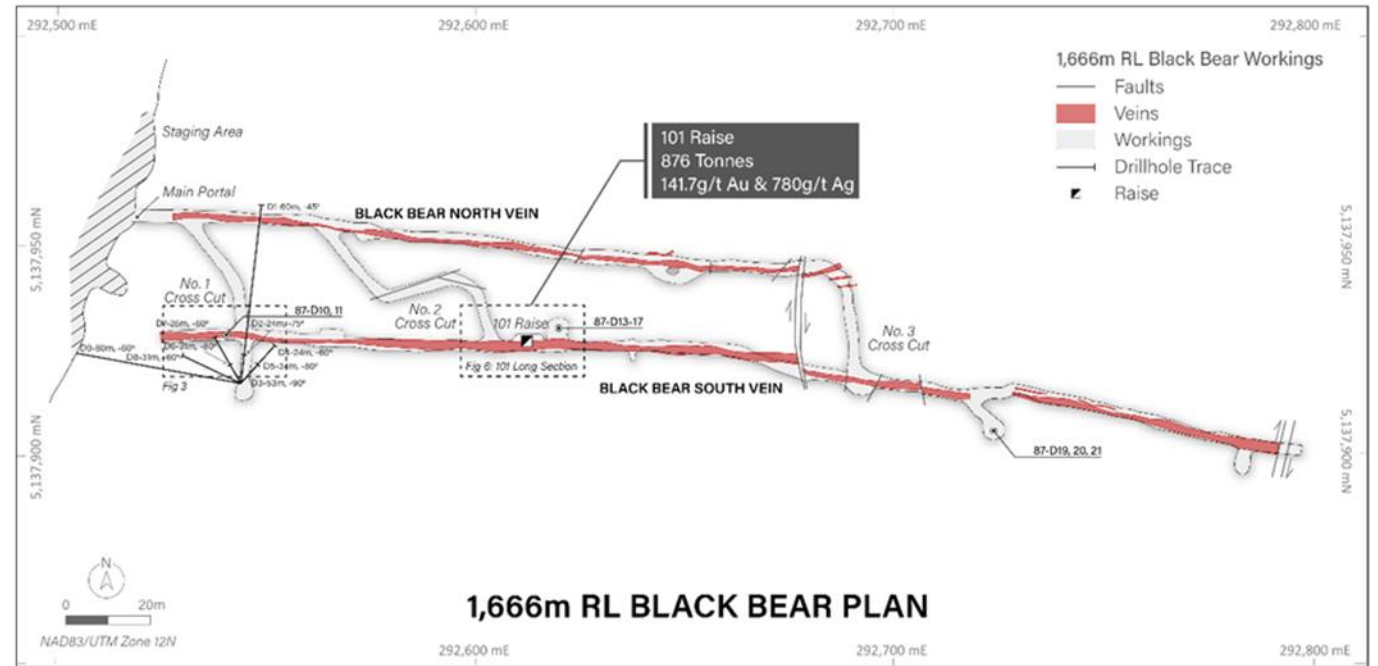 292,500 mE
292,600 mE
292,700 mE
292,800 mE
1,666m RL Black Bear Workings
Faults
Veins
Workings
Drillhole Trace
Raise
Staging Area
Main Portal
101 Raise
876 Tonnes
141.7g/t Au & 780g/t Ag
D1-60m, -45°
BLACK BEAR NORTH VEIN
5,137,950 mN
5,137,950 mN
No. 1
Cross Cut
87-D10, 11
No. 2
Cross Cut
101 Raise
87-D13-17
No. 3
Cross Cut
D2-24m, -75°
D9-60m, -60°
D8-31m, -60°
D3-53m, -90°
Fig 3
Fig 6: 101 Long Section
BLACK BEAR SOUTH VEIN
87-D19, 20, 21
5,137,900 mN
5,137,900 mN
N
0 20m
NAD83/UTM Zone 12N
1,666m RL BLACK BEAR PLAN
292,600 mE
292,700 mE
292,800 mE